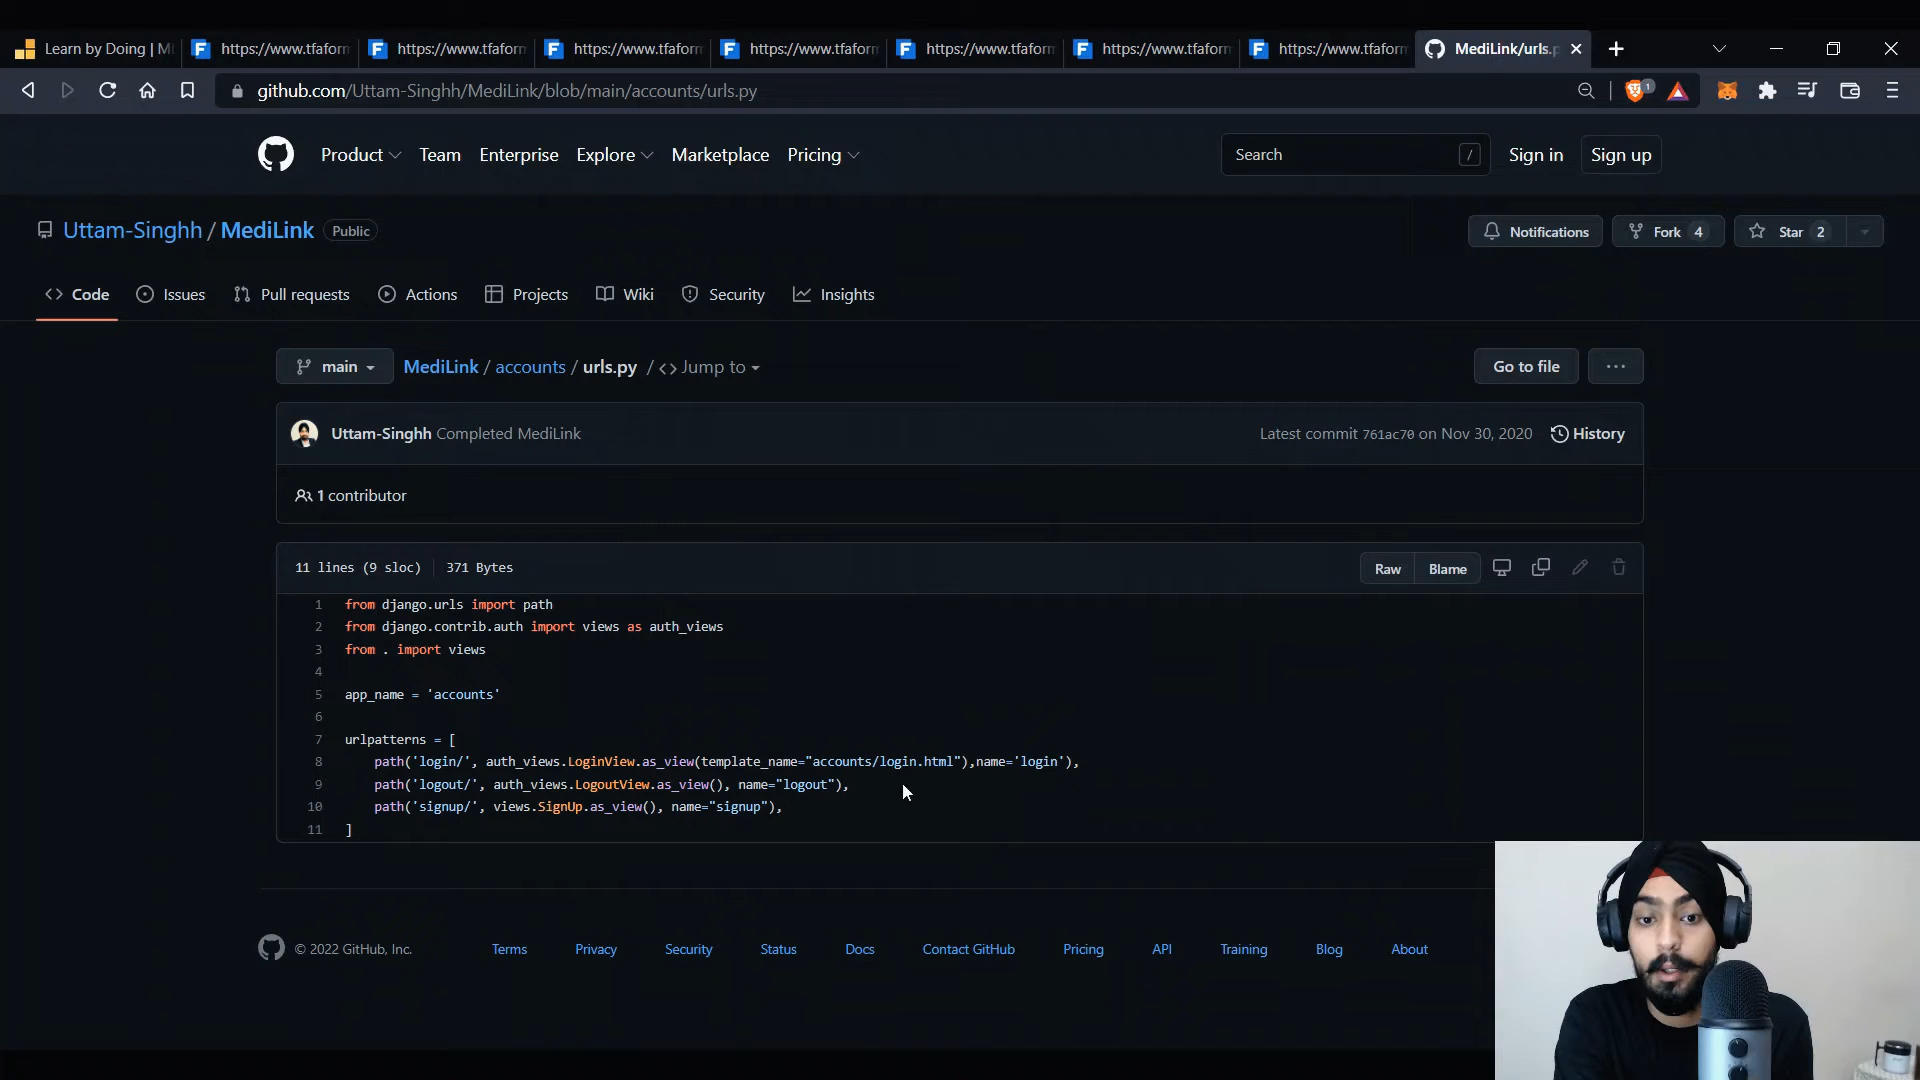 Learn by Doing | M
https://www.tfaform
https://www.tfaform
https://www.tfaform
https://www.tfaform
https://www.tfaform
https://www.tfaform
https://www.tfaform
MediLink/urls.p
github.com/Uttam-Singhh/MediLink/blob/main/accounts/urls.py
1
Product Team Enterprise Explore Marketplace Pricing
Search /
Sign in
Sign up
Uttam-Singhh / MediLink Public
Notifications
Fork 4
Star 2
Code Issues Pull requests Actions Projects Wiki Security Insights
main
MediLink / accounts / urls.py / <> Jump to
Go to file
...
Uttam-Singhh Completed MediLink
Latest commit 761ac70 on Nov 30, 2020
History
1 contributor
11 lines (9 sloc) 371 Bytes
Raw Blame
1 from django.urls import path
2 from django.contrib.auth import views as auth_views
3 from . import views
4
5 app_name = 'accounts'
6
7 urlpatterns = [
8 path('login/', auth_views.LoginView.as_view(template_name="accounts/login.html"),name='login'),
9 path('logout/', auth_views.LogoutView.as_view(), name="logout"),
10 path('signup/', views.SignUp.as_view(), name="signup"),
11 ]
© 2022 GitHub, Inc. Terms Privacy Security Status Docs Contact GitHub Pricing API Training Blog About